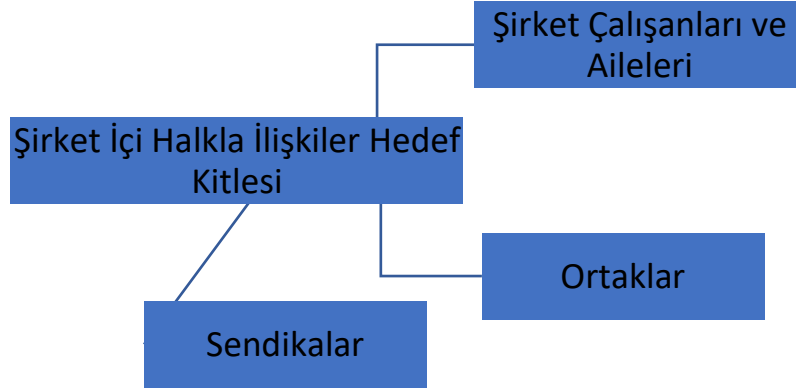 Şirket Çalışanları ve
Aileleri
Şirket İçi Halkla İlişkiler Hedef
Kitlesi
Ortaklar
Sendikalar